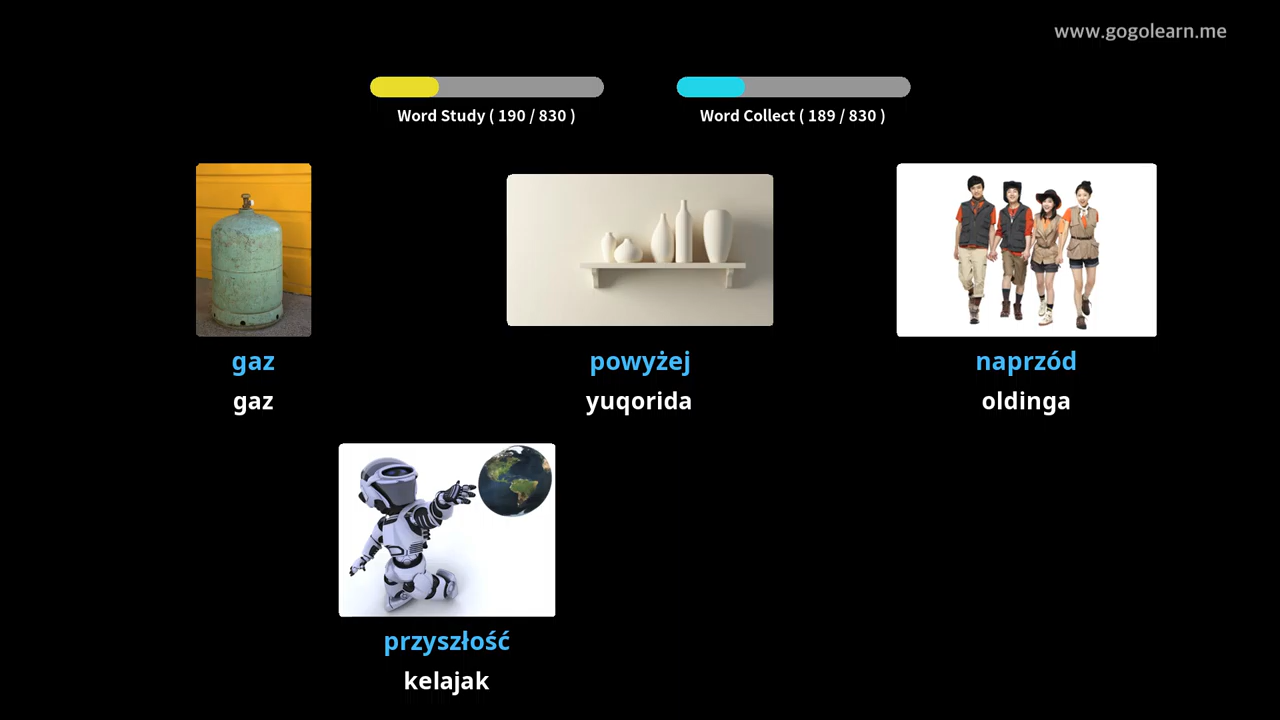 www.gogolearn.me
Word Study ( 190 / 830 )
Word Collect ( 189 / 830 )
gaz
gaz
powyżej
yuqorida
naprzód
oldinga
przyszłość
kelajak